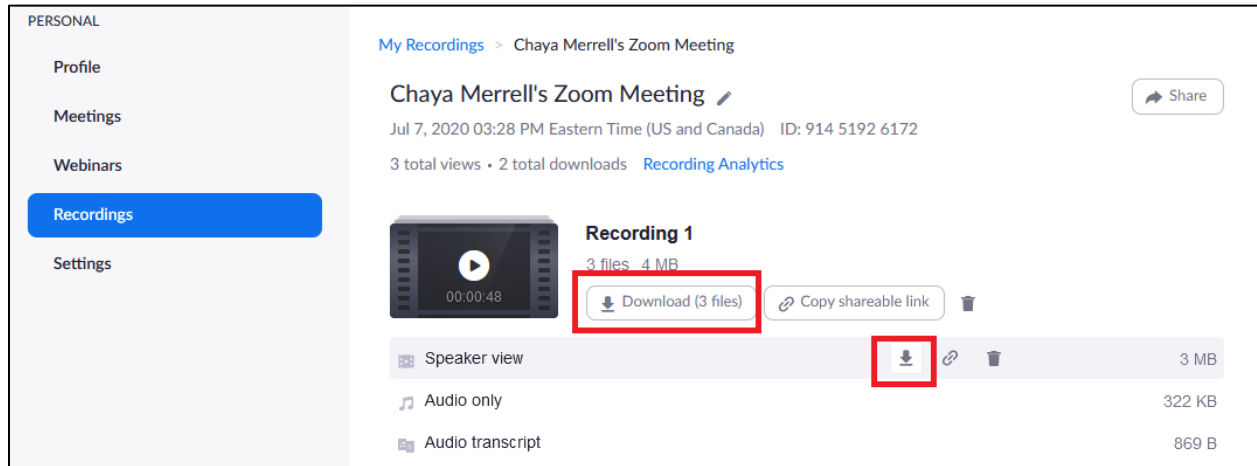 PERSONAL
Profile
Meetings
Webinars
Recordings
Settings
My Recordings > Chaya Merrell's Zoom Meeting
Chaya Merrell's Zoom Meeting
Share
Jul 7, 2020 03:28 PM Eastern Time (US and Canada) ID: 914 5192 6172
3 total views • 2 total downloads Recording Analytics
00:00:48
Recording 1
3 files 4 MB
Download (3 files) Copy shareable link
Speaker view 3 MB
Audio only 322 KB
Audio transcript 869 B